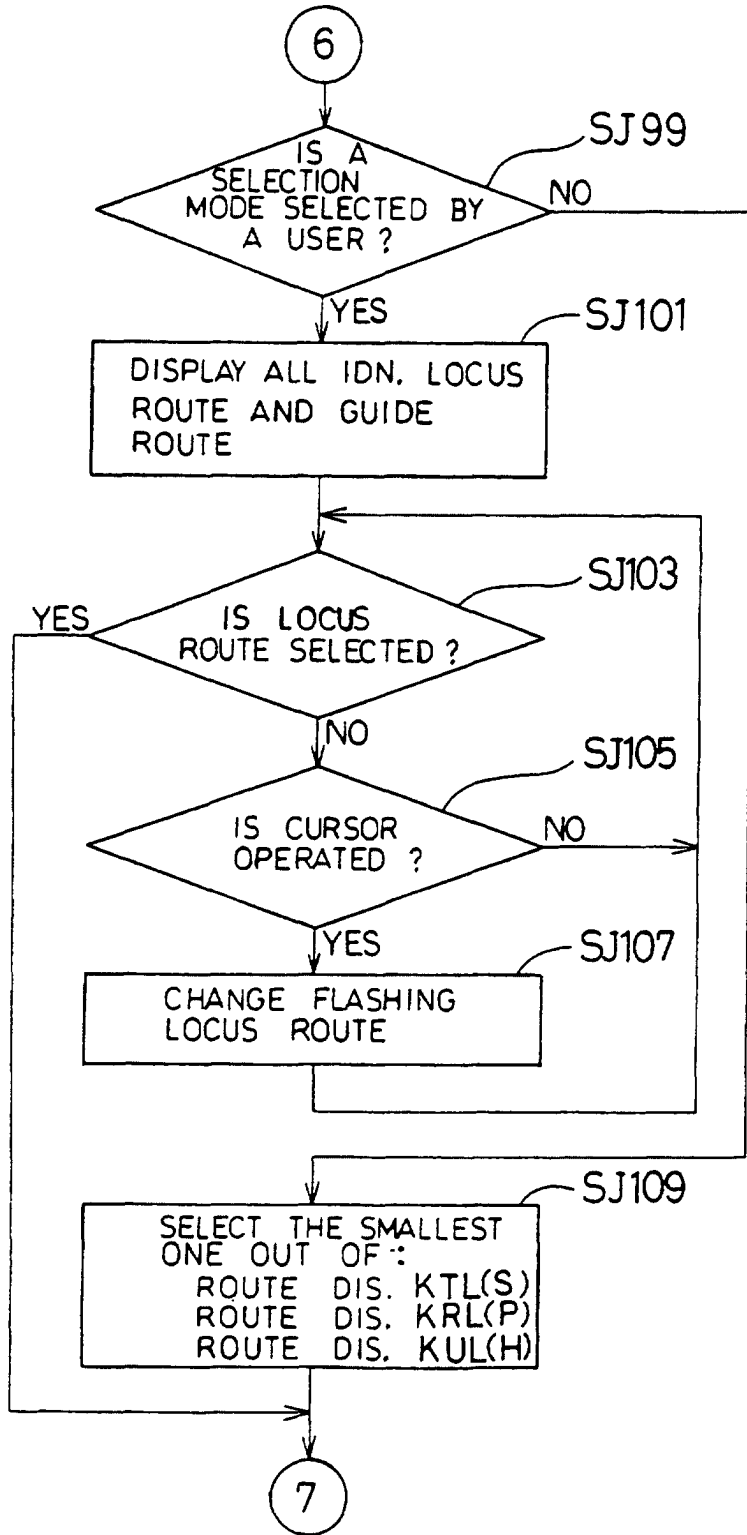 6
SJ99
IS A
SELECTION
MODE SELECTED BY
A USER?
NO
YES
SJ101
DISPLAY ALL IDN. LOCUS
ROUTE AND GUIDE
ROUTE
SJ103
YES
IS LOCUS
ROUTE SELECTED?
NO
SJ105
IS CURSOR
OPERATED ?
NO
YES
SJ107
CHANGE FLASHING
LOCUS ROUTE
SJ109
SELECT THE SMALLEST
ONE OUT OF :
ROUTE DIS. KTL(S)
ROUTE DIS. KRL(P)
ROUTE DIS. KUL(H)
7